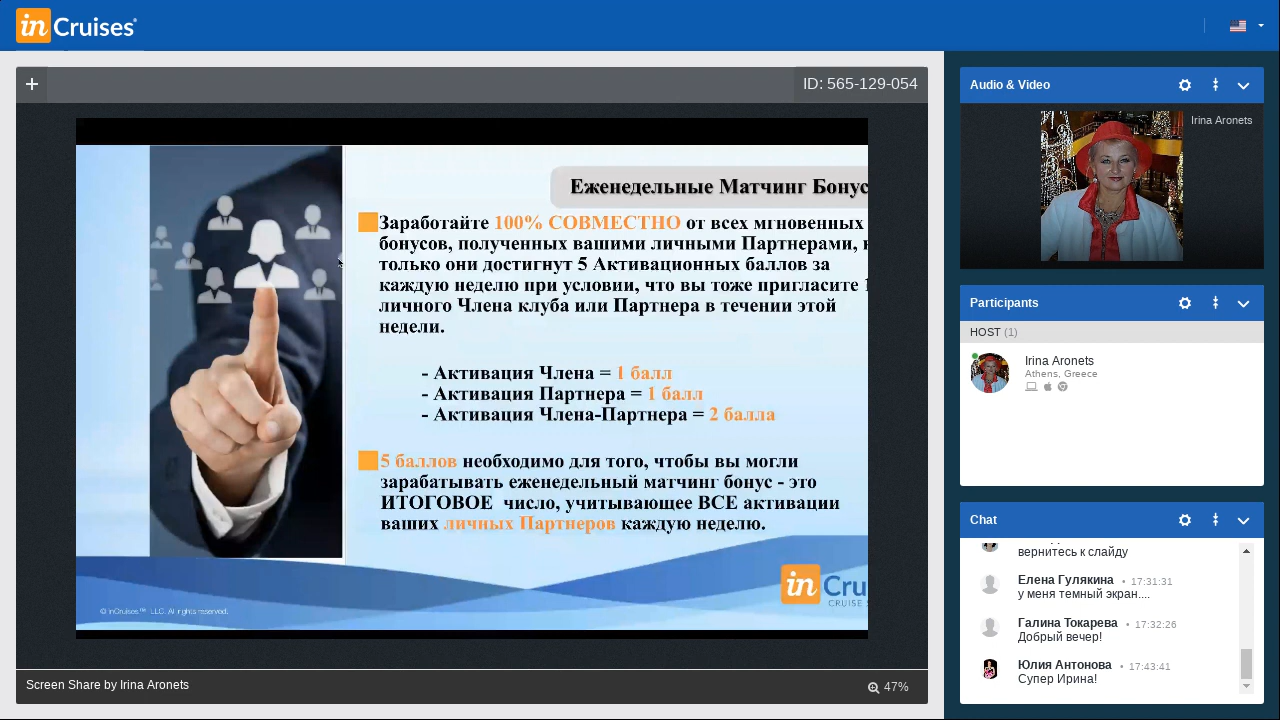 in Cruises®
ID: 565-129-054
Еженедельные Матчинг Бонус
Заработайте 100% СОВМЕСТНО от всех мгновенных
бонусов, полученных вашими личными Партнерами,
только они достигнут 5 Активационных баллов за
каждую неделю при условии, что вы тоже пригласите 1
личного Члена клуба или Партнера в течении этой
недели.
- Активация Члена = 1 балл
- Активация Партнера = 1 балл
- Активация Члена-Партнера = 2 балла
5 баллов необходимо для того, чтобы вы могли
зарабатывать еженедельный матчинг бонус - это
ИТОГОВОЕ число, учитывающее ВСЕ активации
ваших личных Партнеров каждую неделю.
in Cru
CRUISE
© inCruises™ LLC. All rights reserved.
Screen Share by Irina Aronets
47%
Audio & Video
Irina Aronets
Participants
HOST (1)
Irina Aronets
Athens, Greece
Chat
вернитесь к слайду
Елена Гулякина • 17:31:31
у меня темный экран....
Галина Токарева • 17:32:26
Добрый вечер!
Юлия Антонова • 17:43:41
Супер Ирина!